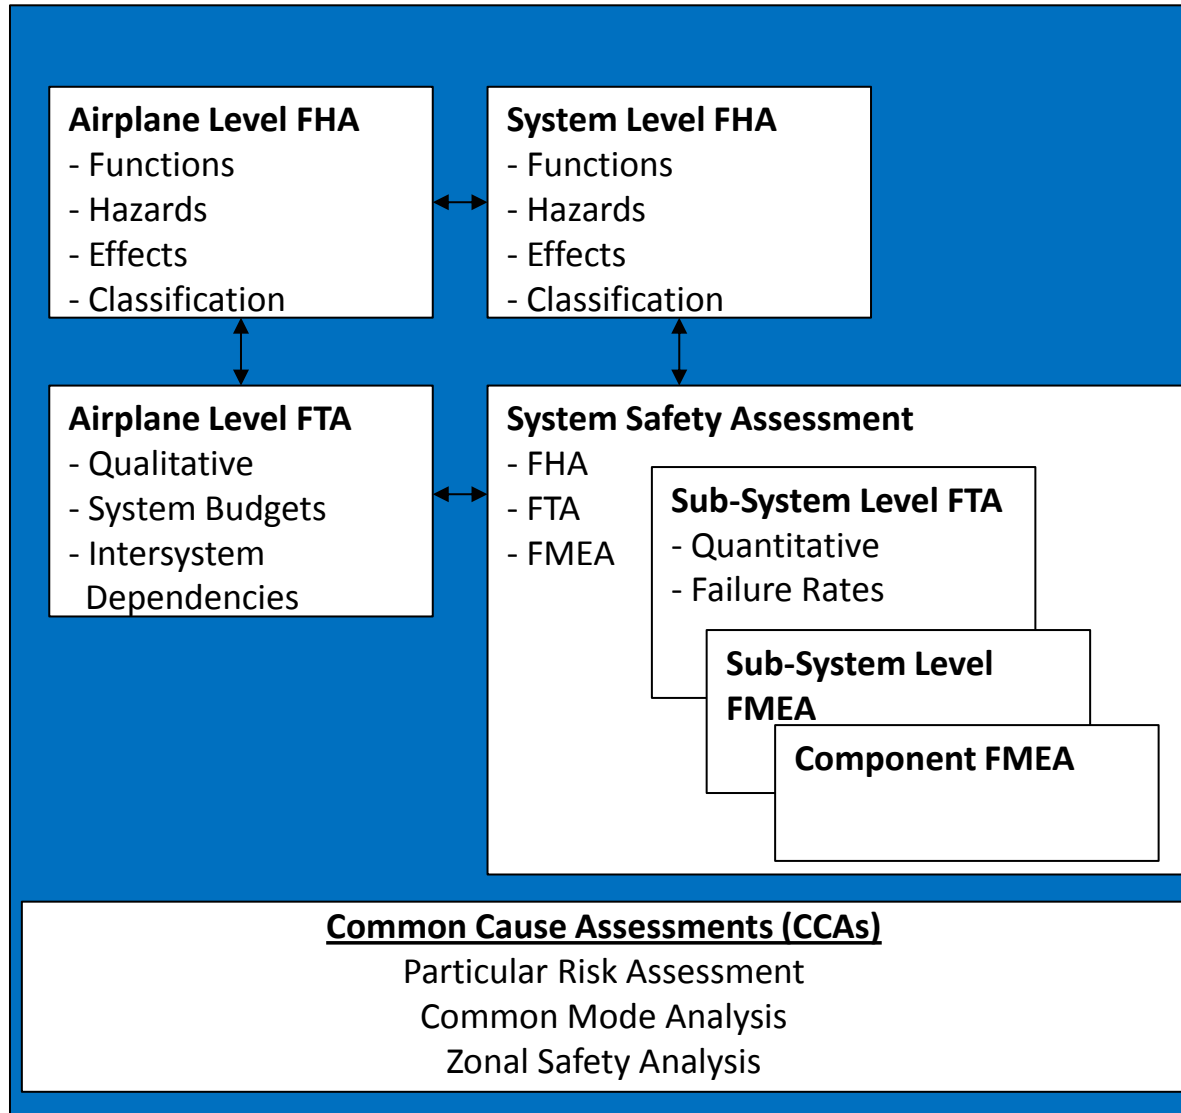 Airplane Level FHA
- Functions
- Hazards
- Effects
- Classification
System Level FHA
- Functions
- Hazards
- Effects
- Classification
Airplane Level FTA
- Qualitative
- System Budgets
- Intersystem
Dependencies
System Safety Assessment
- FHA
- FTA
- FMEA
Sub-System Level FTA
- Quantitative
- Failure Rates
Sub-System Level
FMEA
Component FMEA
Common Cause Assessments (CCAs)
Particular Risk Assessment
Common Mode Analysis
Zonal Safety Analysis